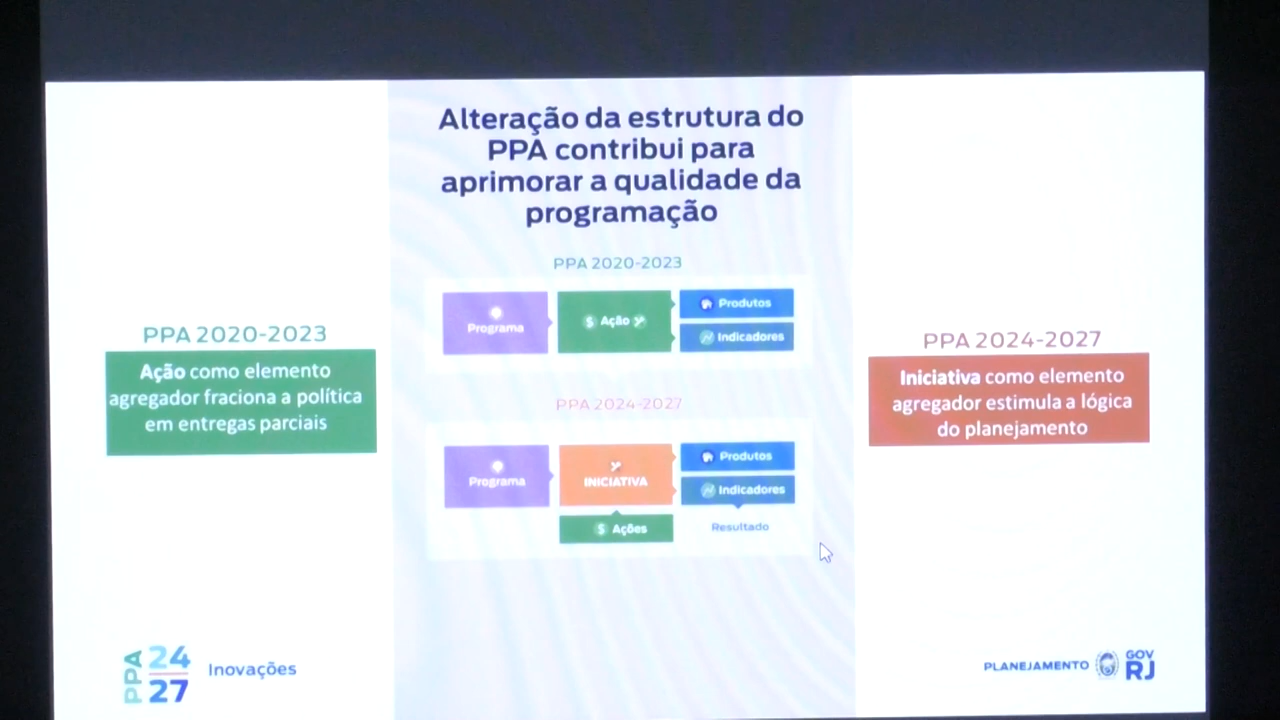 Alteração da estrutura do
PPA contribui para
aprimorar a qualidade da
programação
PPA 2020-2023
Programa
$ Ação
Produtos
Indicadores
PPA 2020-2023
Ação como elemento
agregador fraciona a política
em entregas parciais
PPA 2024-2027
Programa
INICIATIVA
Produtos
Indicadores
$ Ações
Resultado
PPA 2024-2027
Iniciativa como elemento
agregador estimula a lógica
do planejamento
PPA 24
27
Inovações
PLANEJAMENTO
GOV
RJ